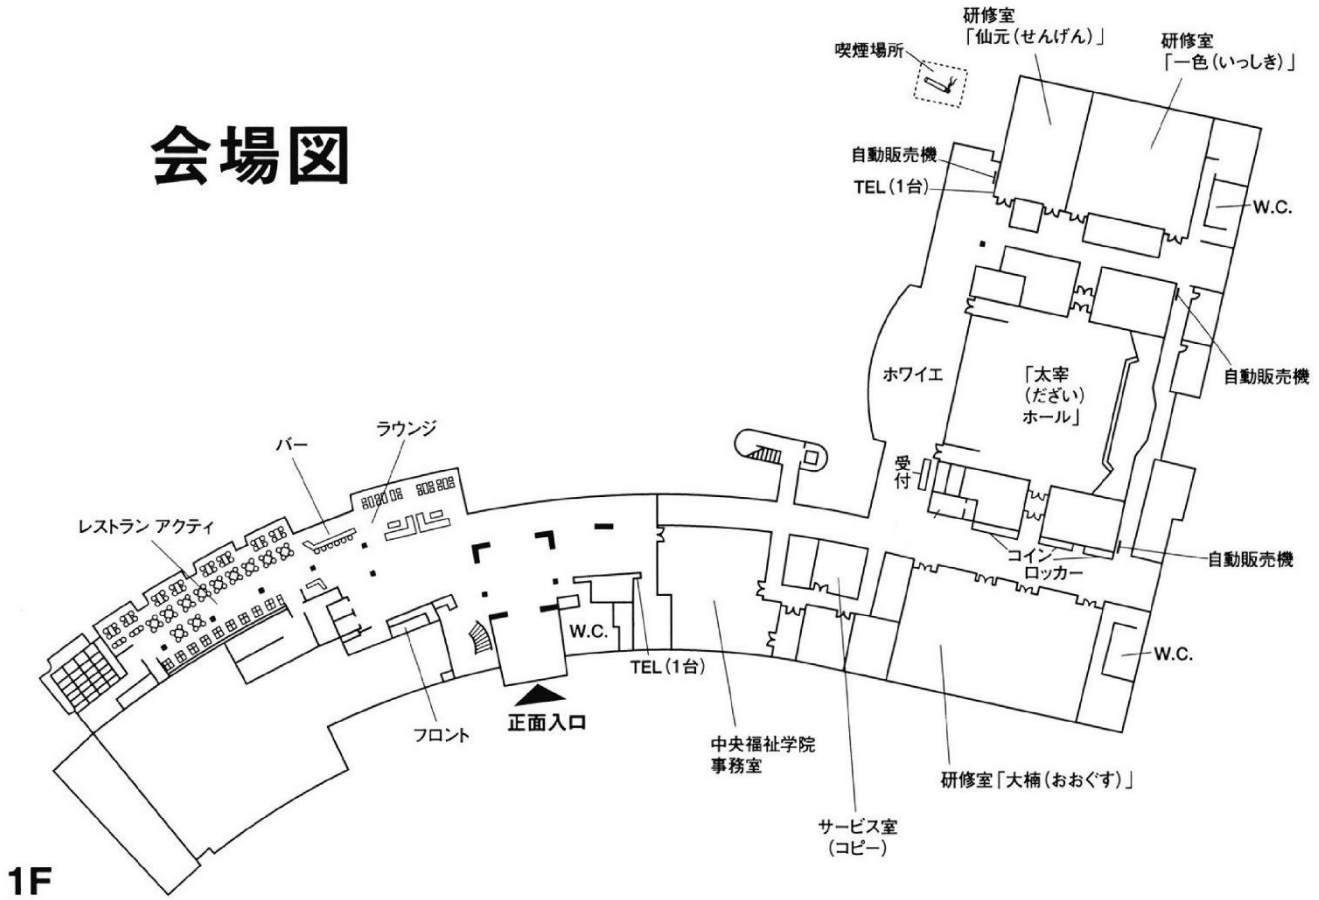 会場図
研修室
「仙元(せんげん)」
研修室
「一色(いっしき)」
喫煙場所
自動販売機
TEL(1台)
W.C.
ホワイエ
「太宰
(だざい)
ホール」
自動販売機
受
付
コイン
ロッカー
自動販売機
ラウンジ
バー
レストラン アクティ
W.C.
TEL(1台)
W.C.
正面入口
フロント
中央福祉学院
事務室
研修室「大楠(おおぐす)」
サービス室
(コピー)
1F